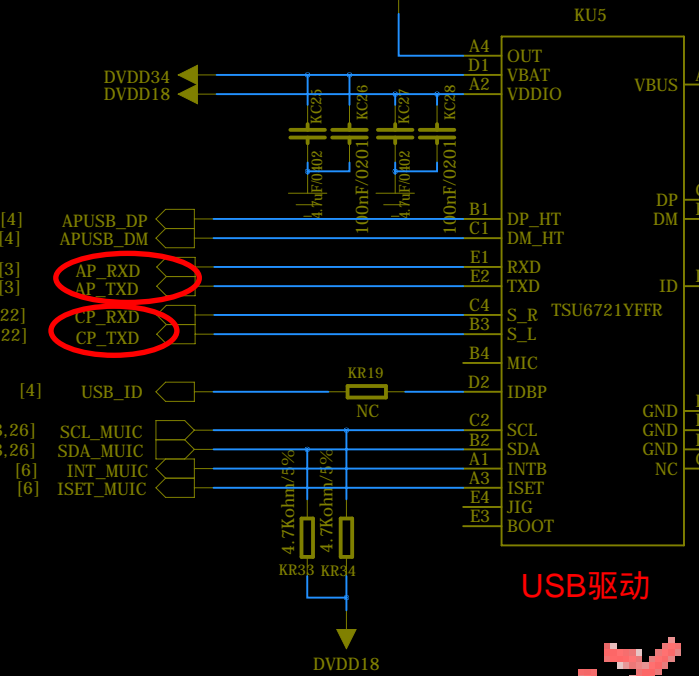 KU5
A4
OUT
DVDD34
D1
VBAT
DVDD18
A2
VDDIO
VBUS
KC25
KC26
KC27
KC28
4.7uF/0402
100nF/0201
4.7uF/0402
100nF/0201
[4]
APUSB_DP
B1
DP_HT
DP
[4]
APUSB_DM
C1
DM_HT
DM
[3]
AP_RXD
E1
RXD
[3]
AP_TXD
E2
TXD
ID
22]
CP_RXD
C4
S_R
TSU6721YFFR
22]
CP_TXD
B3
S_L
B4
MIC
KR19
[4]
USB_ID
D2
IDBP
NC
GND
,26]
SCL_MUIC
C2
SCL
GND
,26]
SDA_MUIC
B2
SDA
GND
[6]
INT_MUIC
A1
INTB
NC
[6]
ISET_MUIC
A3
ISET
E4
JIG
E3
BOOT
4.7Kohm/5%
4.7Kohm/5%
KR33
KR34
DVDD18
USB驱动